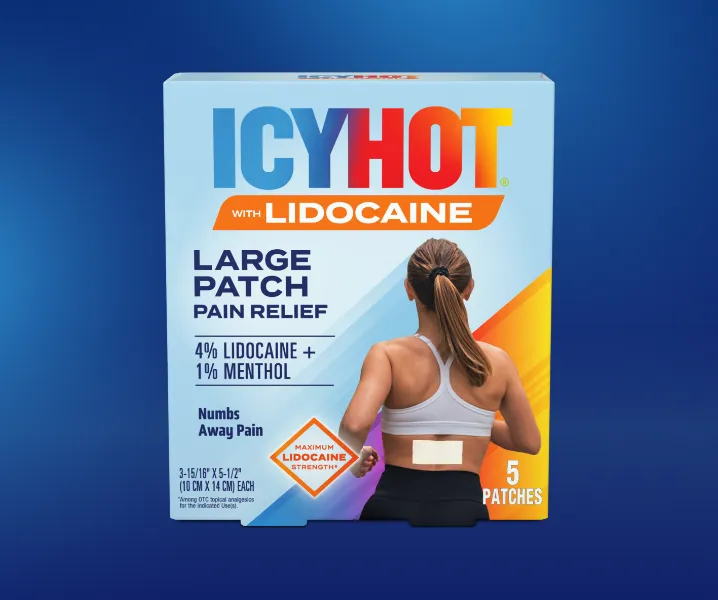 ICYHOT®
WITH LIDOCAINE
LARGE
PATCH
PAIN RELIEF
4% LIDOCAINE +
1% MENTHOL
Numbs
Away Pain
MAXIMUM
LIDOCAINE
STRENGTH*
3-15/16" X 5-1/2"
(10 CM X 14 CM) EACH
*Among OTC topical analgesics
for the indicated Use(s).
5
PATCHES